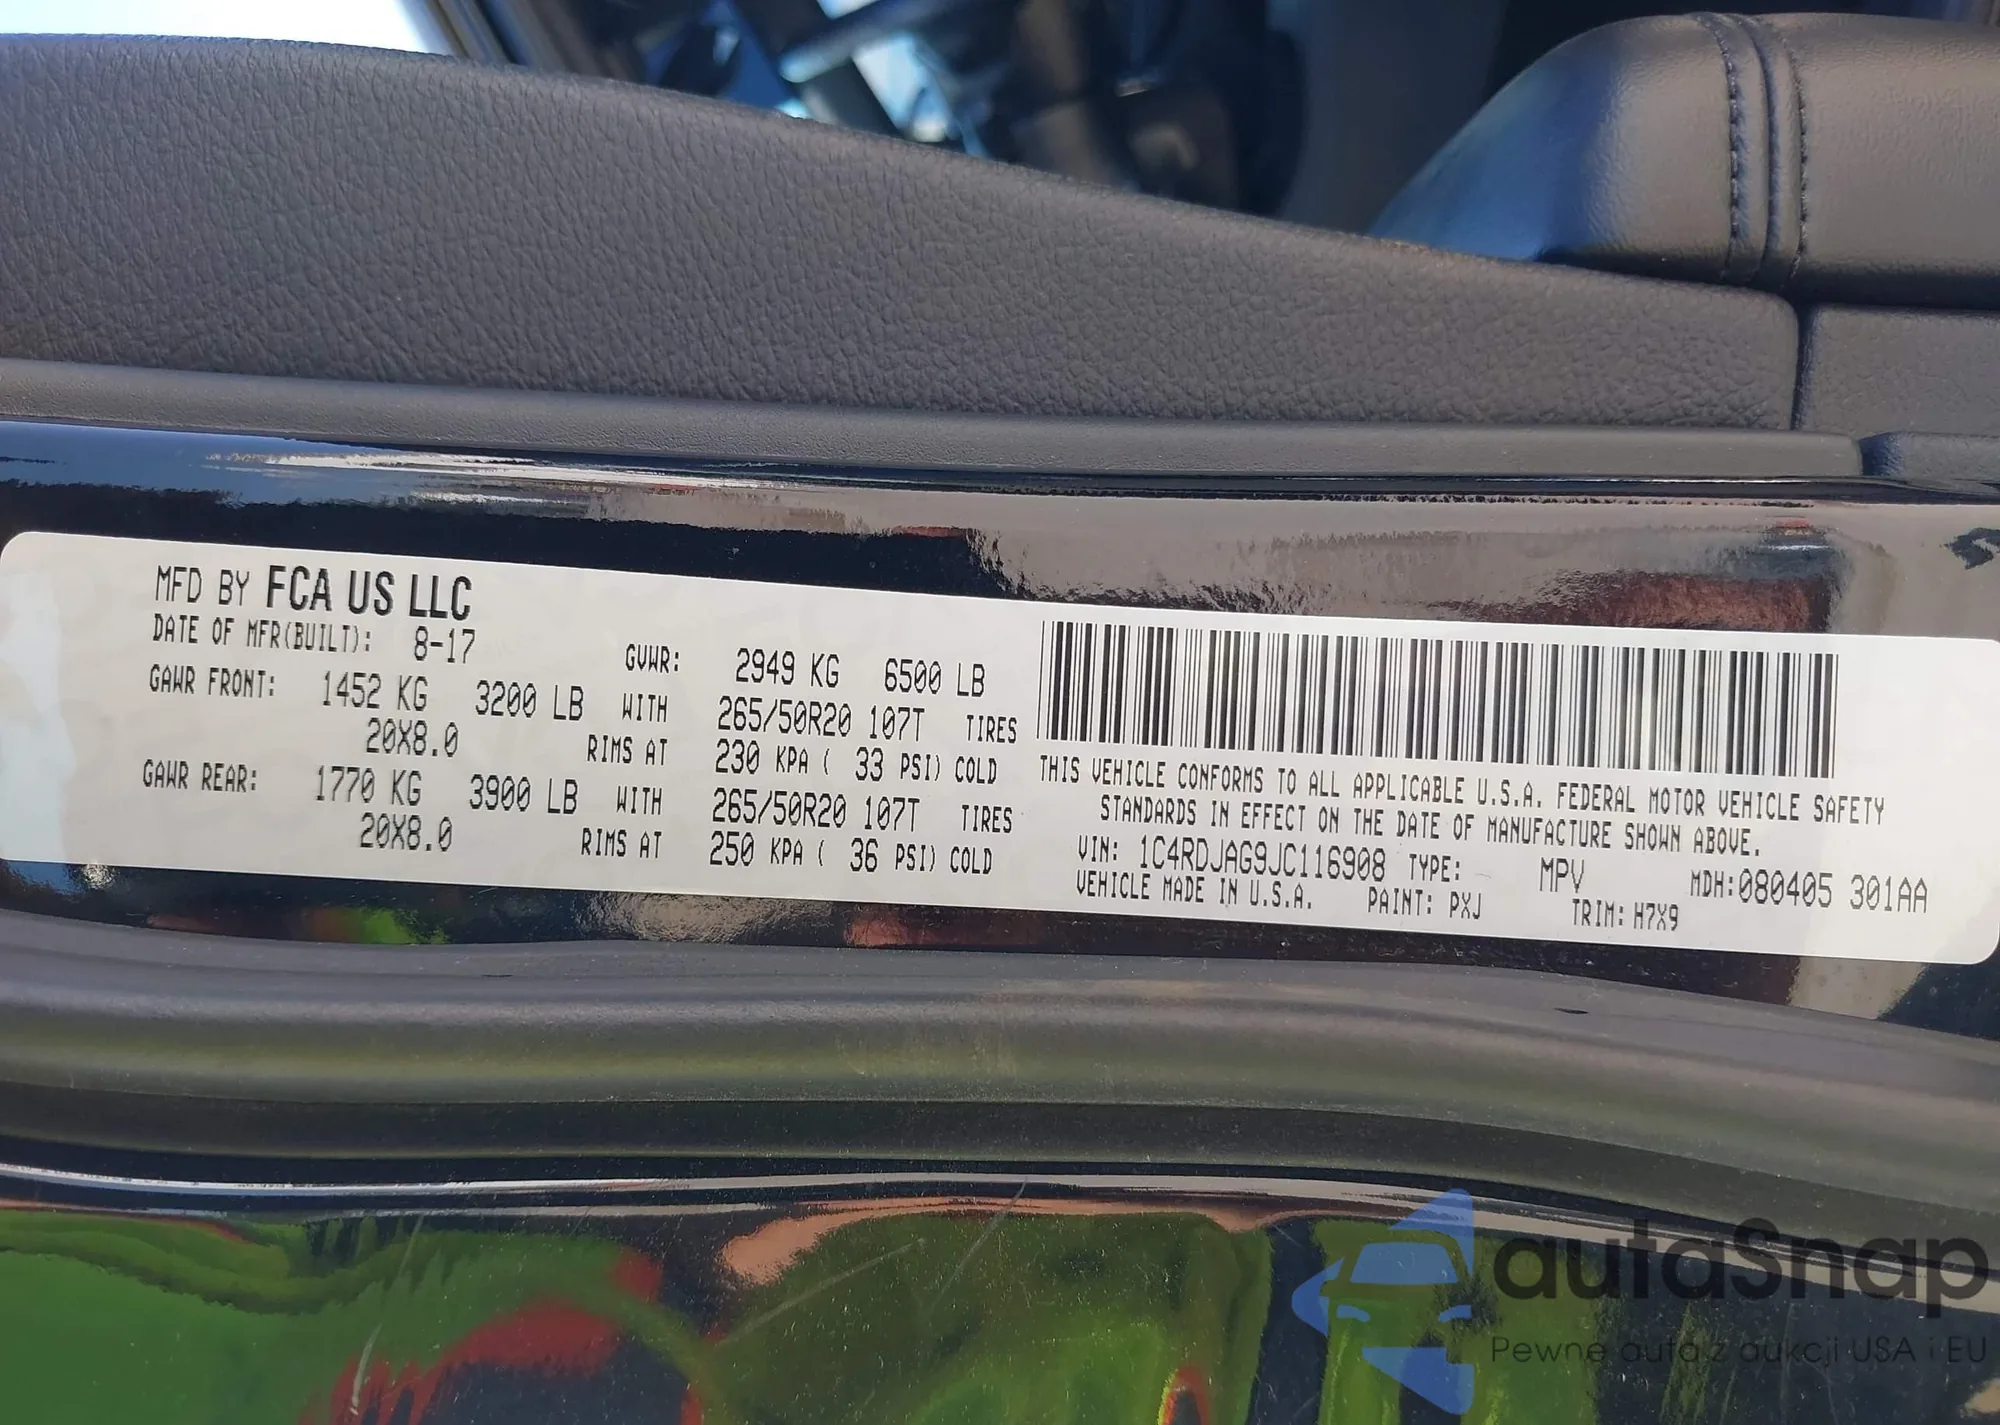 MFD BY FCA US LLC
DATE OF MFR(BUILT): 8-17
GVWR: 2949 KG 6500 LB
GAWR FRONT: 1452 KG 3200 LB WITH 265/50R20 107T TIRES
20X8.0 RIMS AT 230 KPA ( 33 PSI) COLD
GAWR REAR: 1770 KG 3900 LB WITH 265/50R20 107T TIRES
20X8.0 RIMS AT 250 KPA ( 36 PSI) COLD
THIS VEHICLE CONFORMS TO ALL APPLICABLE U.S.A. FEDERAL MOTOR VEHICLE SAFETY
STANDARDS IN EFFECT ON THE DATE OF MANUFACTURE SHOWN ABOVE.
VIN: 1C4RDJAG9JC116908 TYPE: MPV MDH:080405 301AA
VEHICLE MADE IN U.S.A. PAINT: PXJ TRIM: H7X9
autaSnap
Pewne auta z aukcji USA i EU